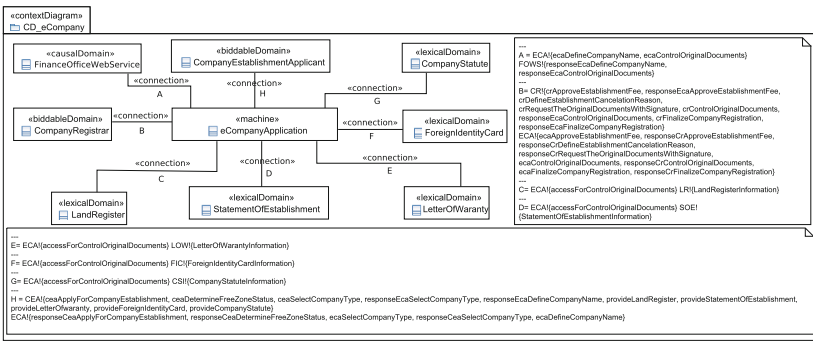 «contextDiagram»
CD_eCompany
«causalDomain»
FinanceOfficeWebService
«biddableDomain»
CompanyEstablishmentApplicant
«lexicalDomain»
CompanyStatute
«connection»
A
«connection»
H
«connection»
G
«biddableDomain»
CompanyRegistrar
«connection»
B
«machine»
eCompanyApplication
«connection»
F
«lexicalDomain»
ForeignIdentityCard
«connection»
C
«connection»
D
«connection»
E
«lexicalDomain»
LandRegister
«lexicalDomain»
StatementOfEstablishment
«lexicalDomain»
LetterOfWaranty
---
A = ECA!{ecaDefineCompanyName, ecaControlOriginalDocuments}
FOWS!{responseEcaDefineCompanyName,
responseEcaControlOriginalDocuments}
---
B= CR!{crApproveEstablishmentFee, responseEcaApproveEstablishmentFee,
crDefineEstablishmentCancelationReason,
crRequestTheOriginalDocumentsWithSignature, crControlOriginalDocuments,
responseEcaControlOriginalDocuments, crFinalizeCompanyRegistration,
responseEcaFinalizeCompanyRegistration}
ECA!{ecaApproveEstablishmentFee, responseCrApproveEstablishmentFee,
responseCrDefineEstablishmentCancelationReason,
responseCrRequestTheOriginalDocumentsWithSignature,
ecaControlOriginalDocuments, responseCrControlOriginalDocuments,
ecaFinalizeCompanyRegistration, responseCrFinalizeCompanyRegistration}
---
C= ECA!{accessForControlOriginalDocuments} LR!{LandRegisterInformation}
---
D= ECA!{accessForControlOriginalDocuments} SOE!
{StatementOfEstablishmentInformation}
---
E= ECA!{accessForControlOriginalDocuments} LOW!{LetterOfWarantyInformation}
---
F= ECA!{accessForControlOriginalDocuments} FIC!{ForeignIdentityCardInformation}
---
G= ECA!{accessForControlOriginalDocuments} CSI!{CompanyStatuteInformation}
---
H = CEA!{ceaApplyForCompanyEstablishment, ceaDetermineFreeZoneStatus, ceaSelectCompanyType, responseEcaSelectCompanyType, responseEcaDefineCompanyName, provideLandRegister, provideStatementOfEstablishment,
provideLetterOfwaranty, provideForeignIdentityCard, provideCompanyStatute}
ECA!{responseCeaApplyForCompanyEstablishment, responseCeaDetermineFreeZoneStatus, ecaSelectCompanyType, responseCeaSelectCompanyType, ecaDefineCompanyName}